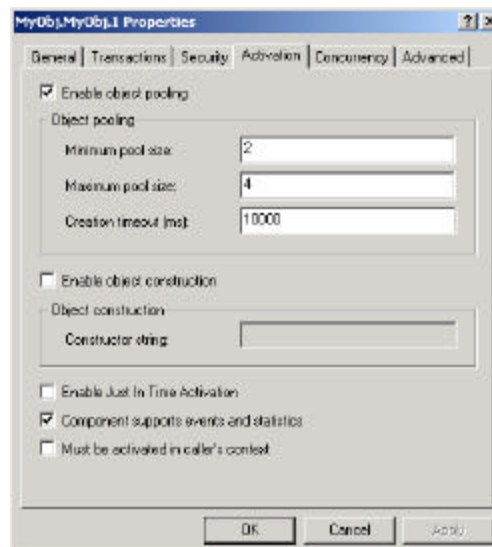 MyObj.MyObj.1 Properties
General Transactions Security Activation Concurrency Advanced
Enable object pooling
Object pooling
Minimum pool size: 2
Maximum pool size: 4
Creation timeout (ms): 10000
Enable object construction
Object construction
Constructor string:
Enable Just In Time Activation
Component supports events and statistics
Must be activated in caller's context
OK Cancel Apply